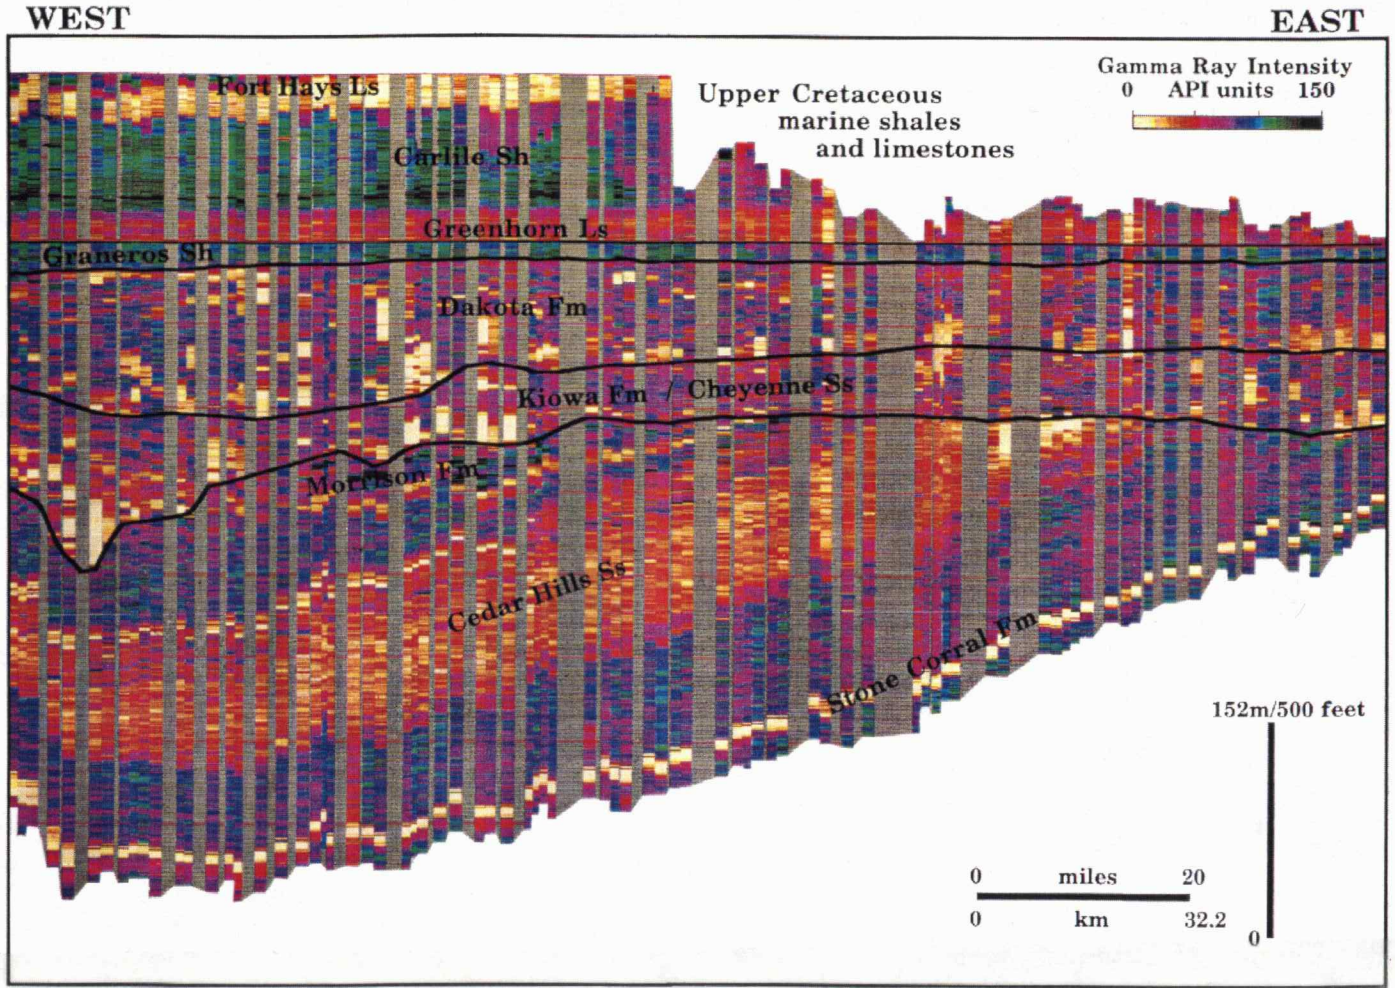 WEST
EAST
Gamma Ray Intensity
0 API units 150
Upper Cretaceous
marine shales
and limestones
Fort Hays Ls
Carlile Sh
Greenhorn Ls
Graneros Sh
Dakota Fm
Kiowa Fm / Cheyenne Ss
Morrison Fm
Cedar Hills Ss
Stone Corral Fm
152m/500 feet
0
0 miles 20
0 km 32.2